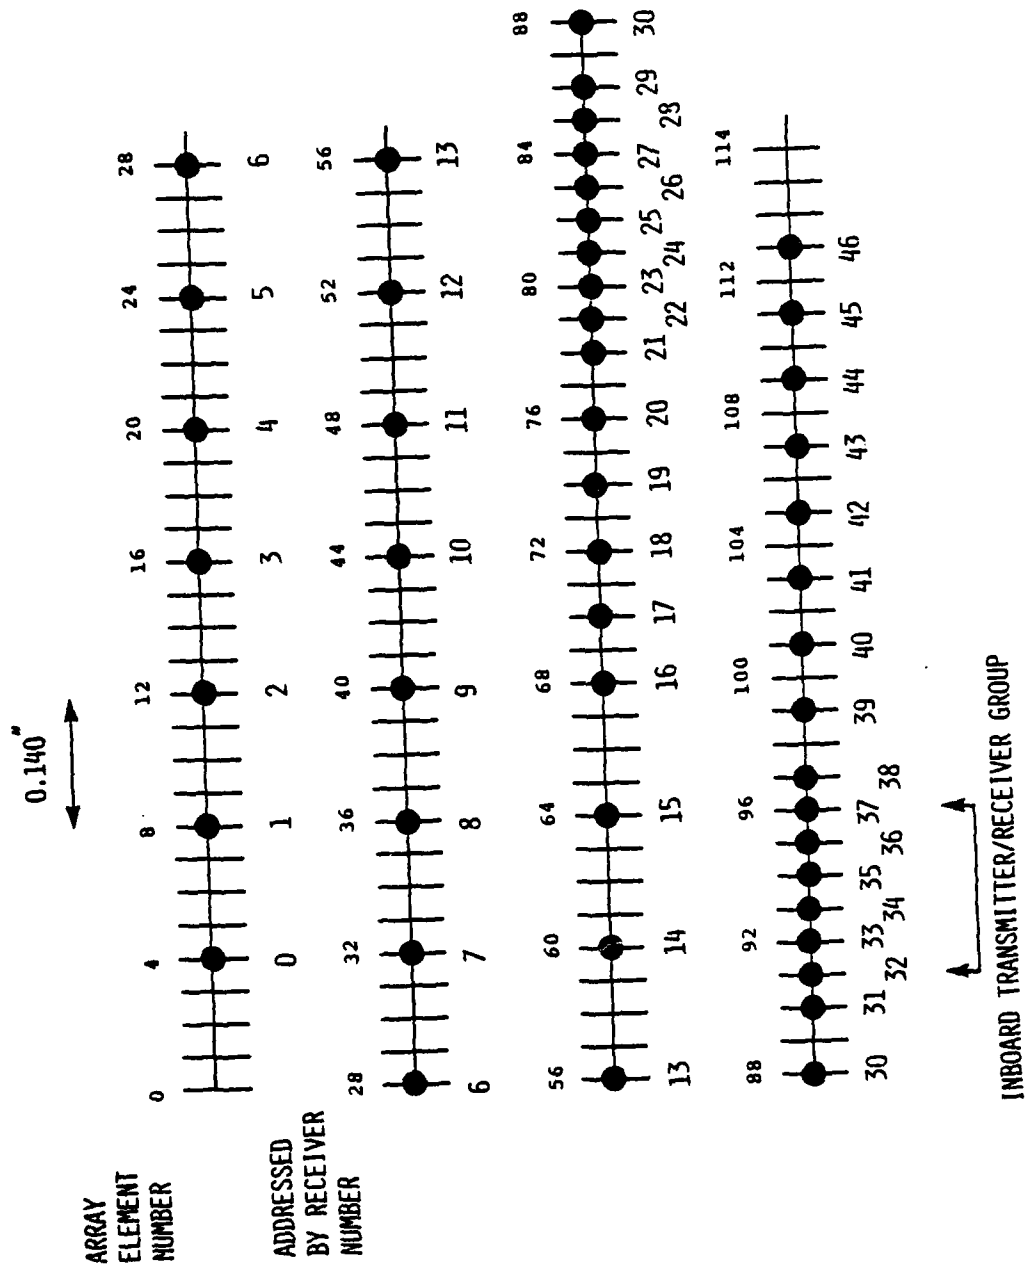 0.140"
ARRAY
ELEMENT
NUMBER
0 4 8 12 16 20 24 28
ADDRESSED
BY RECEIVER
NUMBER
0 1 2 3 4 5 6
28 32 36 40 44 48 52 56
6 7 8 9 10 11 12 13
56 60 64 68 72 76 80 84 88
13 14 15 16 17 18 19 20 21 22 23 24 25 26 27 28 29 30
88 92 96 100 104 108 112 114
30 31 32 33 34 35 36 37 38 39 40 41 42 43 44 45 46
INBOARD TRANSMITTER/RECEIVER GROUP